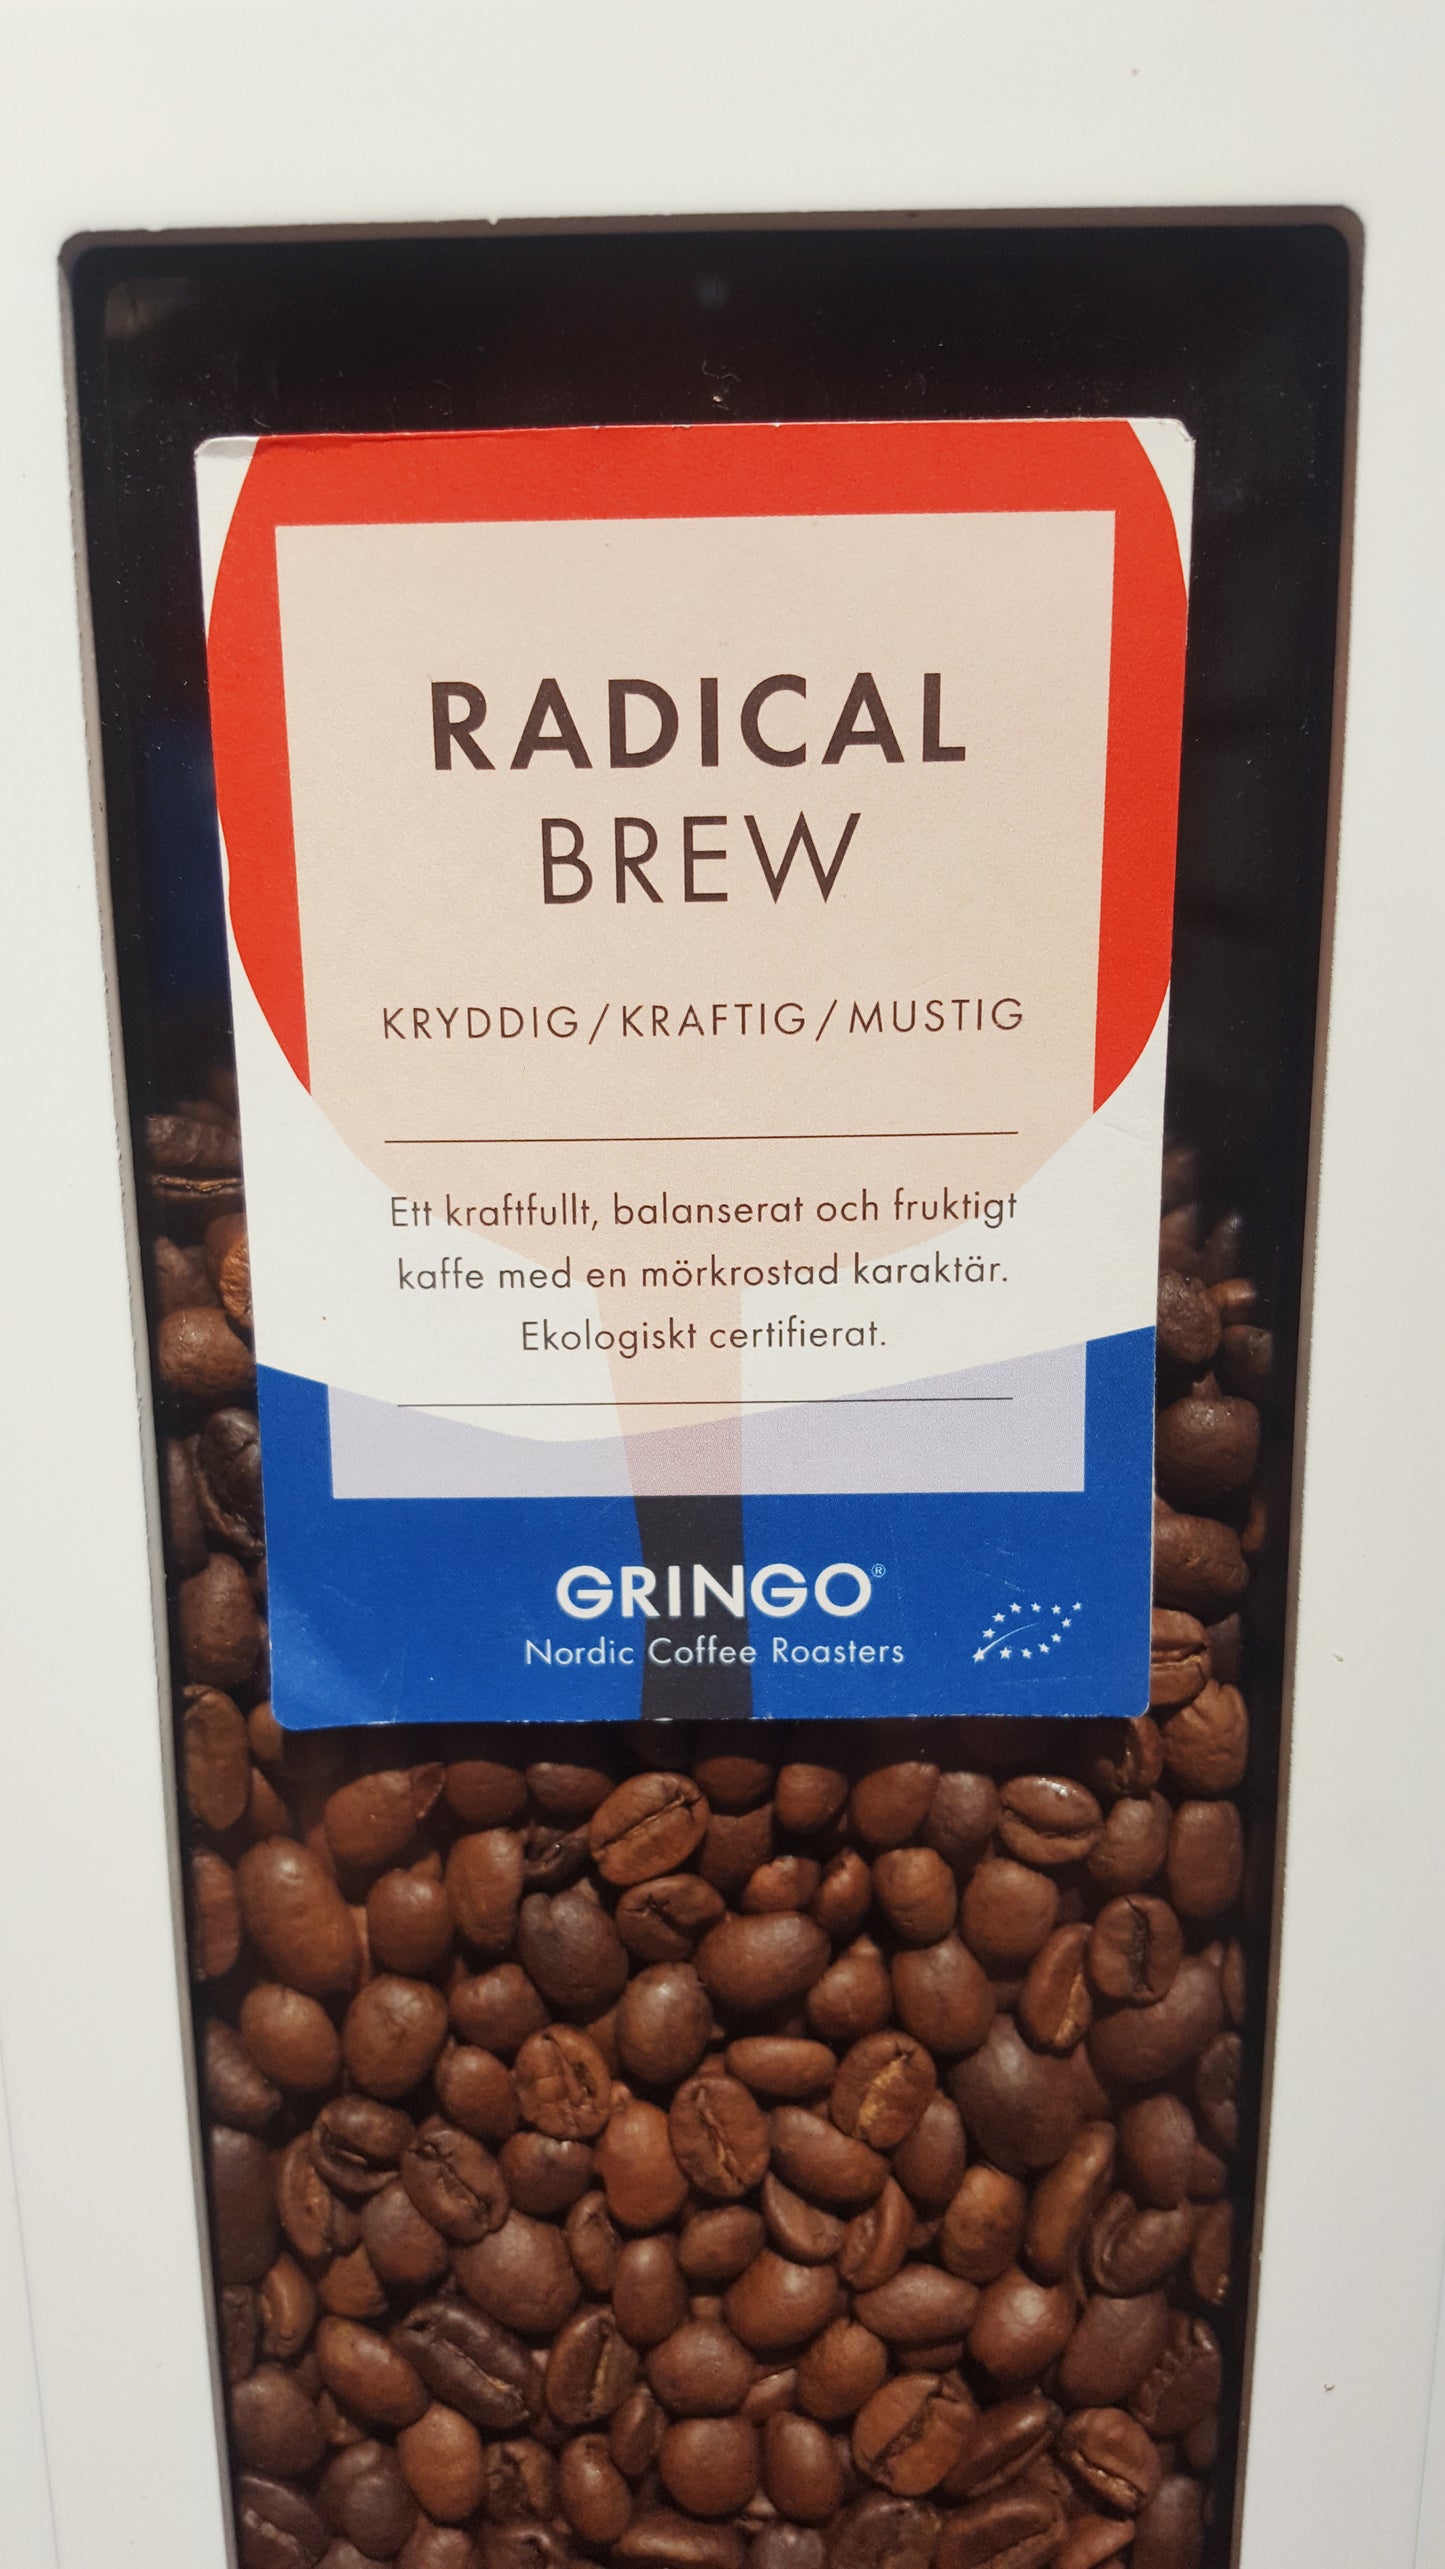 RADICAL
BREW
KRYDDIG/KRAFTIG/MUSTIG
Ett kraftfullt, balanserat och fruktigt
kaffe med en mörkrostad karaktär.
Ekologiskt certifierat.
GRINGO®
Nordic Coffee Roasters